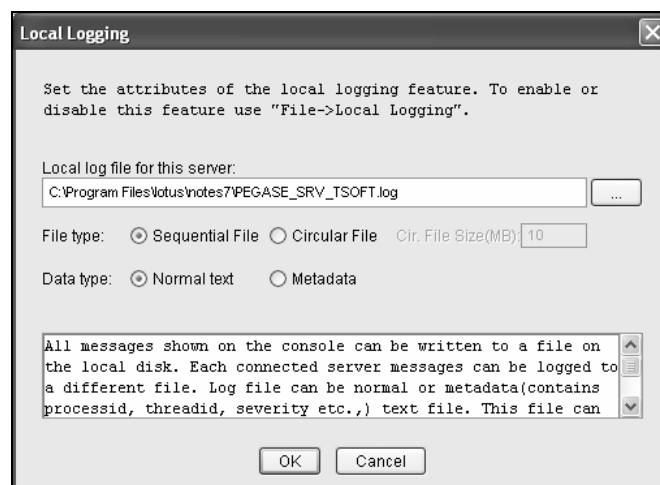 Local Logging
Set the attributes of the local logging feature. To enable or
disable this feature use "File->Local Logging".
Local log file for this server:
C:\Program Files\lotus\notes7\PEGASE_SRV_TSOFT.log
...
File type: Sequential File Circular File Cir. File Size(MB): 10
Data type: Normal text Metadata
All messages shown on the console can be written to a file on
the local disk. Each connected server messages can be logged to
a different file. Log file can be normal or metadata(contains
processid, threadid, severity etc.,) text file. This file can
OK Cancel